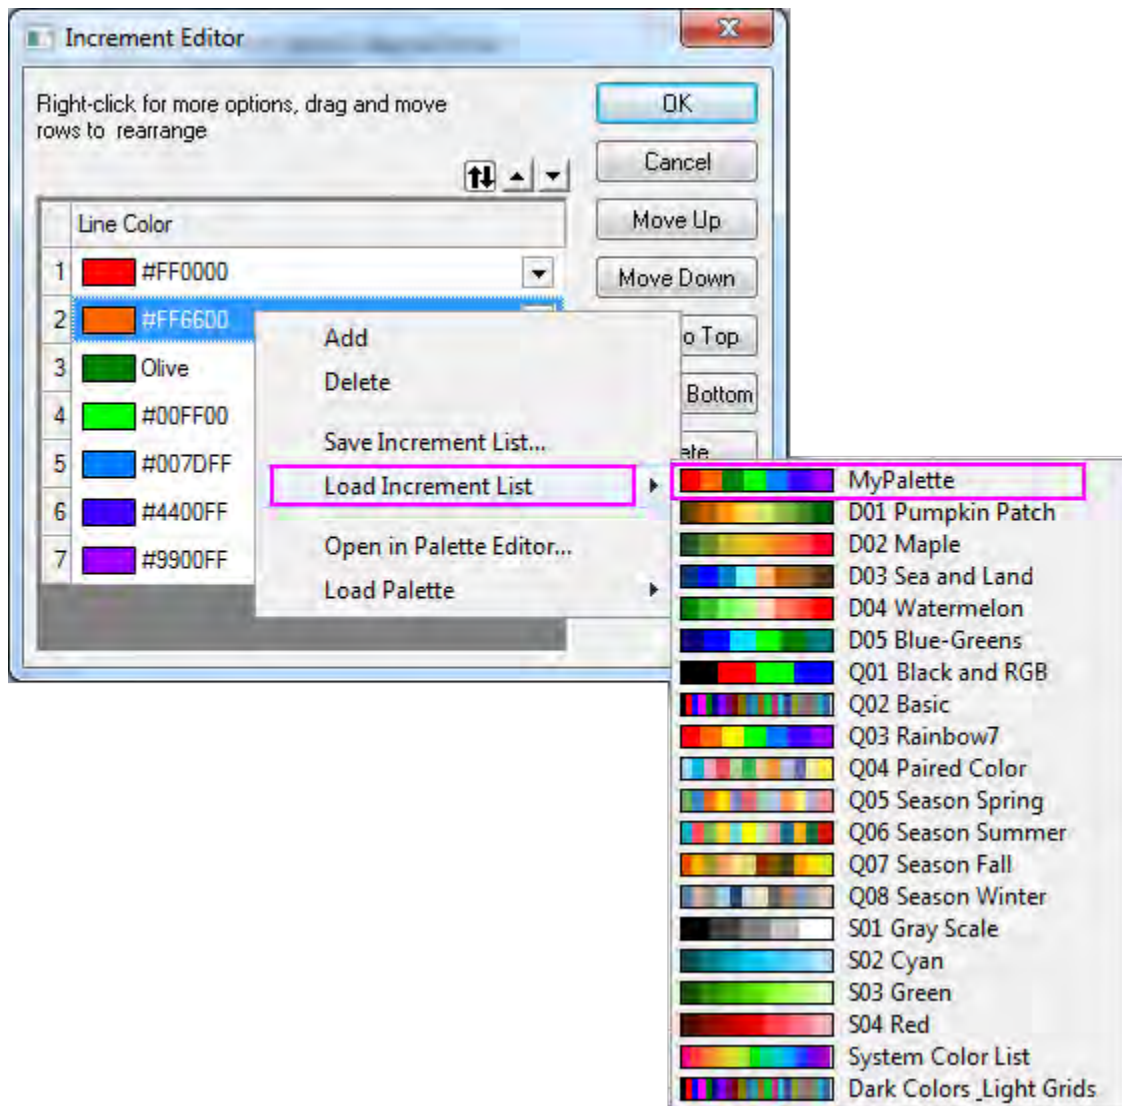 Increment Editor
Right-click for more options, drag and move
rows to rearrange
OK
Cancel
Move Up
Move Down
o Top
Bottom
ete
Line Color
1 #FF0000
2 #FF6600
3 Olive
4 #00FF00
5 #007DFF
6 #4400FF
7 #9900FF
Add
Delete
Save Increment List...
Load Increment List
Open in Palette Editor...
Load Palette
MyPalette
D01 Pumpkin Patch
D02 Maple
D03 Sea and Land
D04 Watermelon
D05 Blue-Greens
Q01 Black and RGB
Q02 Basic
Q03 Rainbow7
Q04 Paired Color
Q05 Season Spring
Q06 Season Summer
Q07 Season Fall
Q08 Season Winter
S01 Gray Scale
S02 Cyan
S03 Green
S04 Red
System Color List
Dark Colors_Light Grids